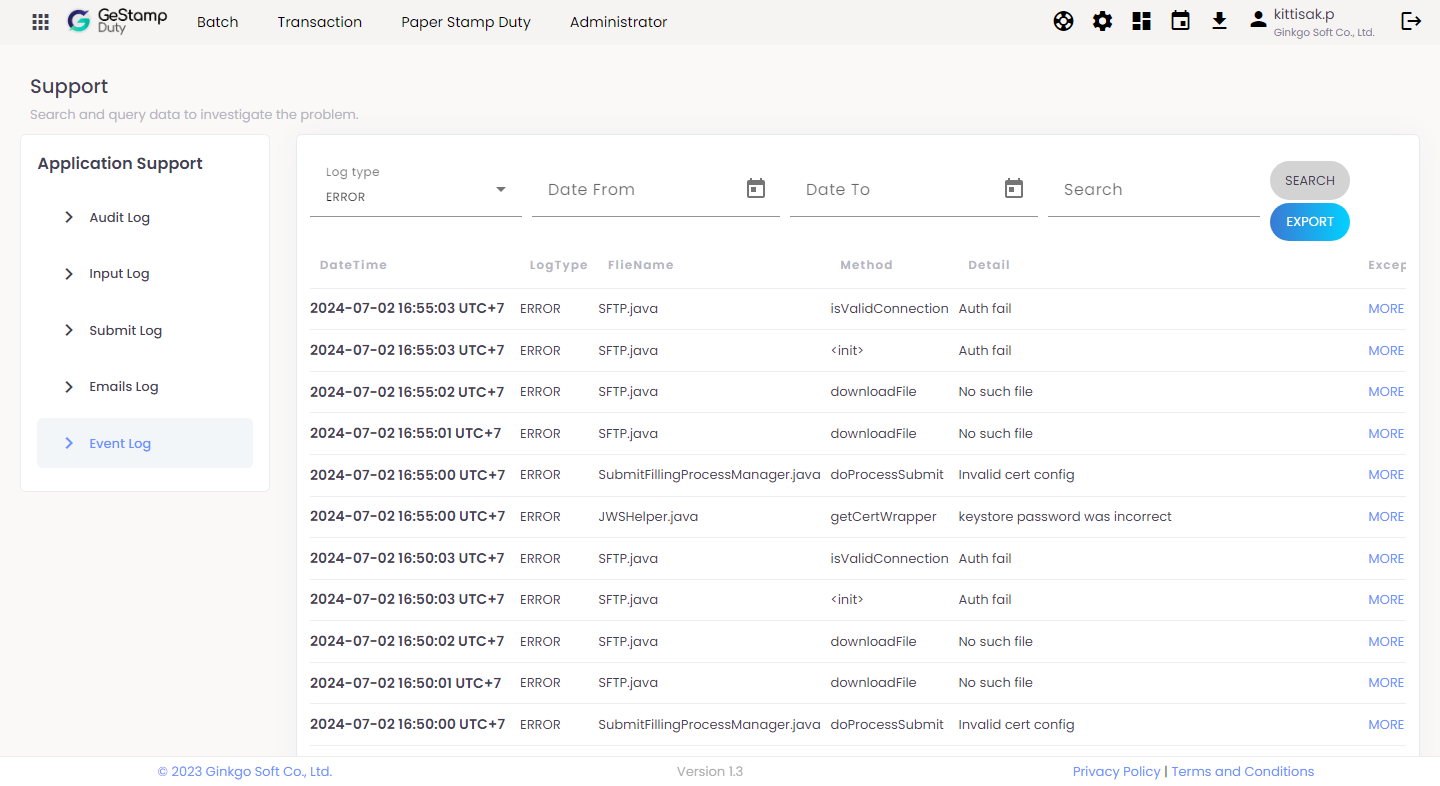 GeStamp
Duty
Batch
Transaction
Paper Stamp Duty
Administrator
kittisak.p
Ginkgo Soft Co., Ltd.
Support
Search and query data to investigate the problem.
Application Support
Audit Log
Input Log
Submit Log
Emails Log
Event Log
Log type
ERROR
Date From
Date To
Search
SEARCH
EXPORT
DateTime LogType FlieName Method Detail Excep
2024-07-02 16:55:03 UTC+7 ERROR SFTP.java isValidConnection Auth fail MORE
2024-07-02 16:55:03 UTC+7 ERROR SFTP.java <init> Auth fail MORE
2024-07-02 16:55:02 UTC+7 ERROR SFTP.java downloadFile No such file MORE
2024-07-02 16:55:01 UTC+7 ERROR SFTP.java downloadFile No such file MORE
2024-07-02 16:55:00 UTC+7 ERROR SubmitFillingProcessManager.java doProcessSubmit Invalid cert config MORE
2024-07-02 16:55:00 UTC+7 ERROR JWSHelper.java getCertWrapper keystore password was incorrect MORE
2024-07-02 16:50:03 UTC+7 ERROR SFTP.java isValidConnection Auth fail MORE
2024-07-02 16:50:03 UTC+7 ERROR SFTP.java <init> Auth fail MORE
2024-07-02 16:50:02 UTC+7 ERROR SFTP.java downloadFile No such file MORE
2024-07-02 16:50:01 UTC+7 ERROR SFTP.java downloadFile No such file MORE
2024-07-02 16:50:00 UTC+7 ERROR SubmitFillingProcessManager.java doProcessSubmit Invalid cert config MORE
© 2023 Ginkgo Soft Co., Ltd.
Version 1.3
Privacy Policy | Terms and Conditions